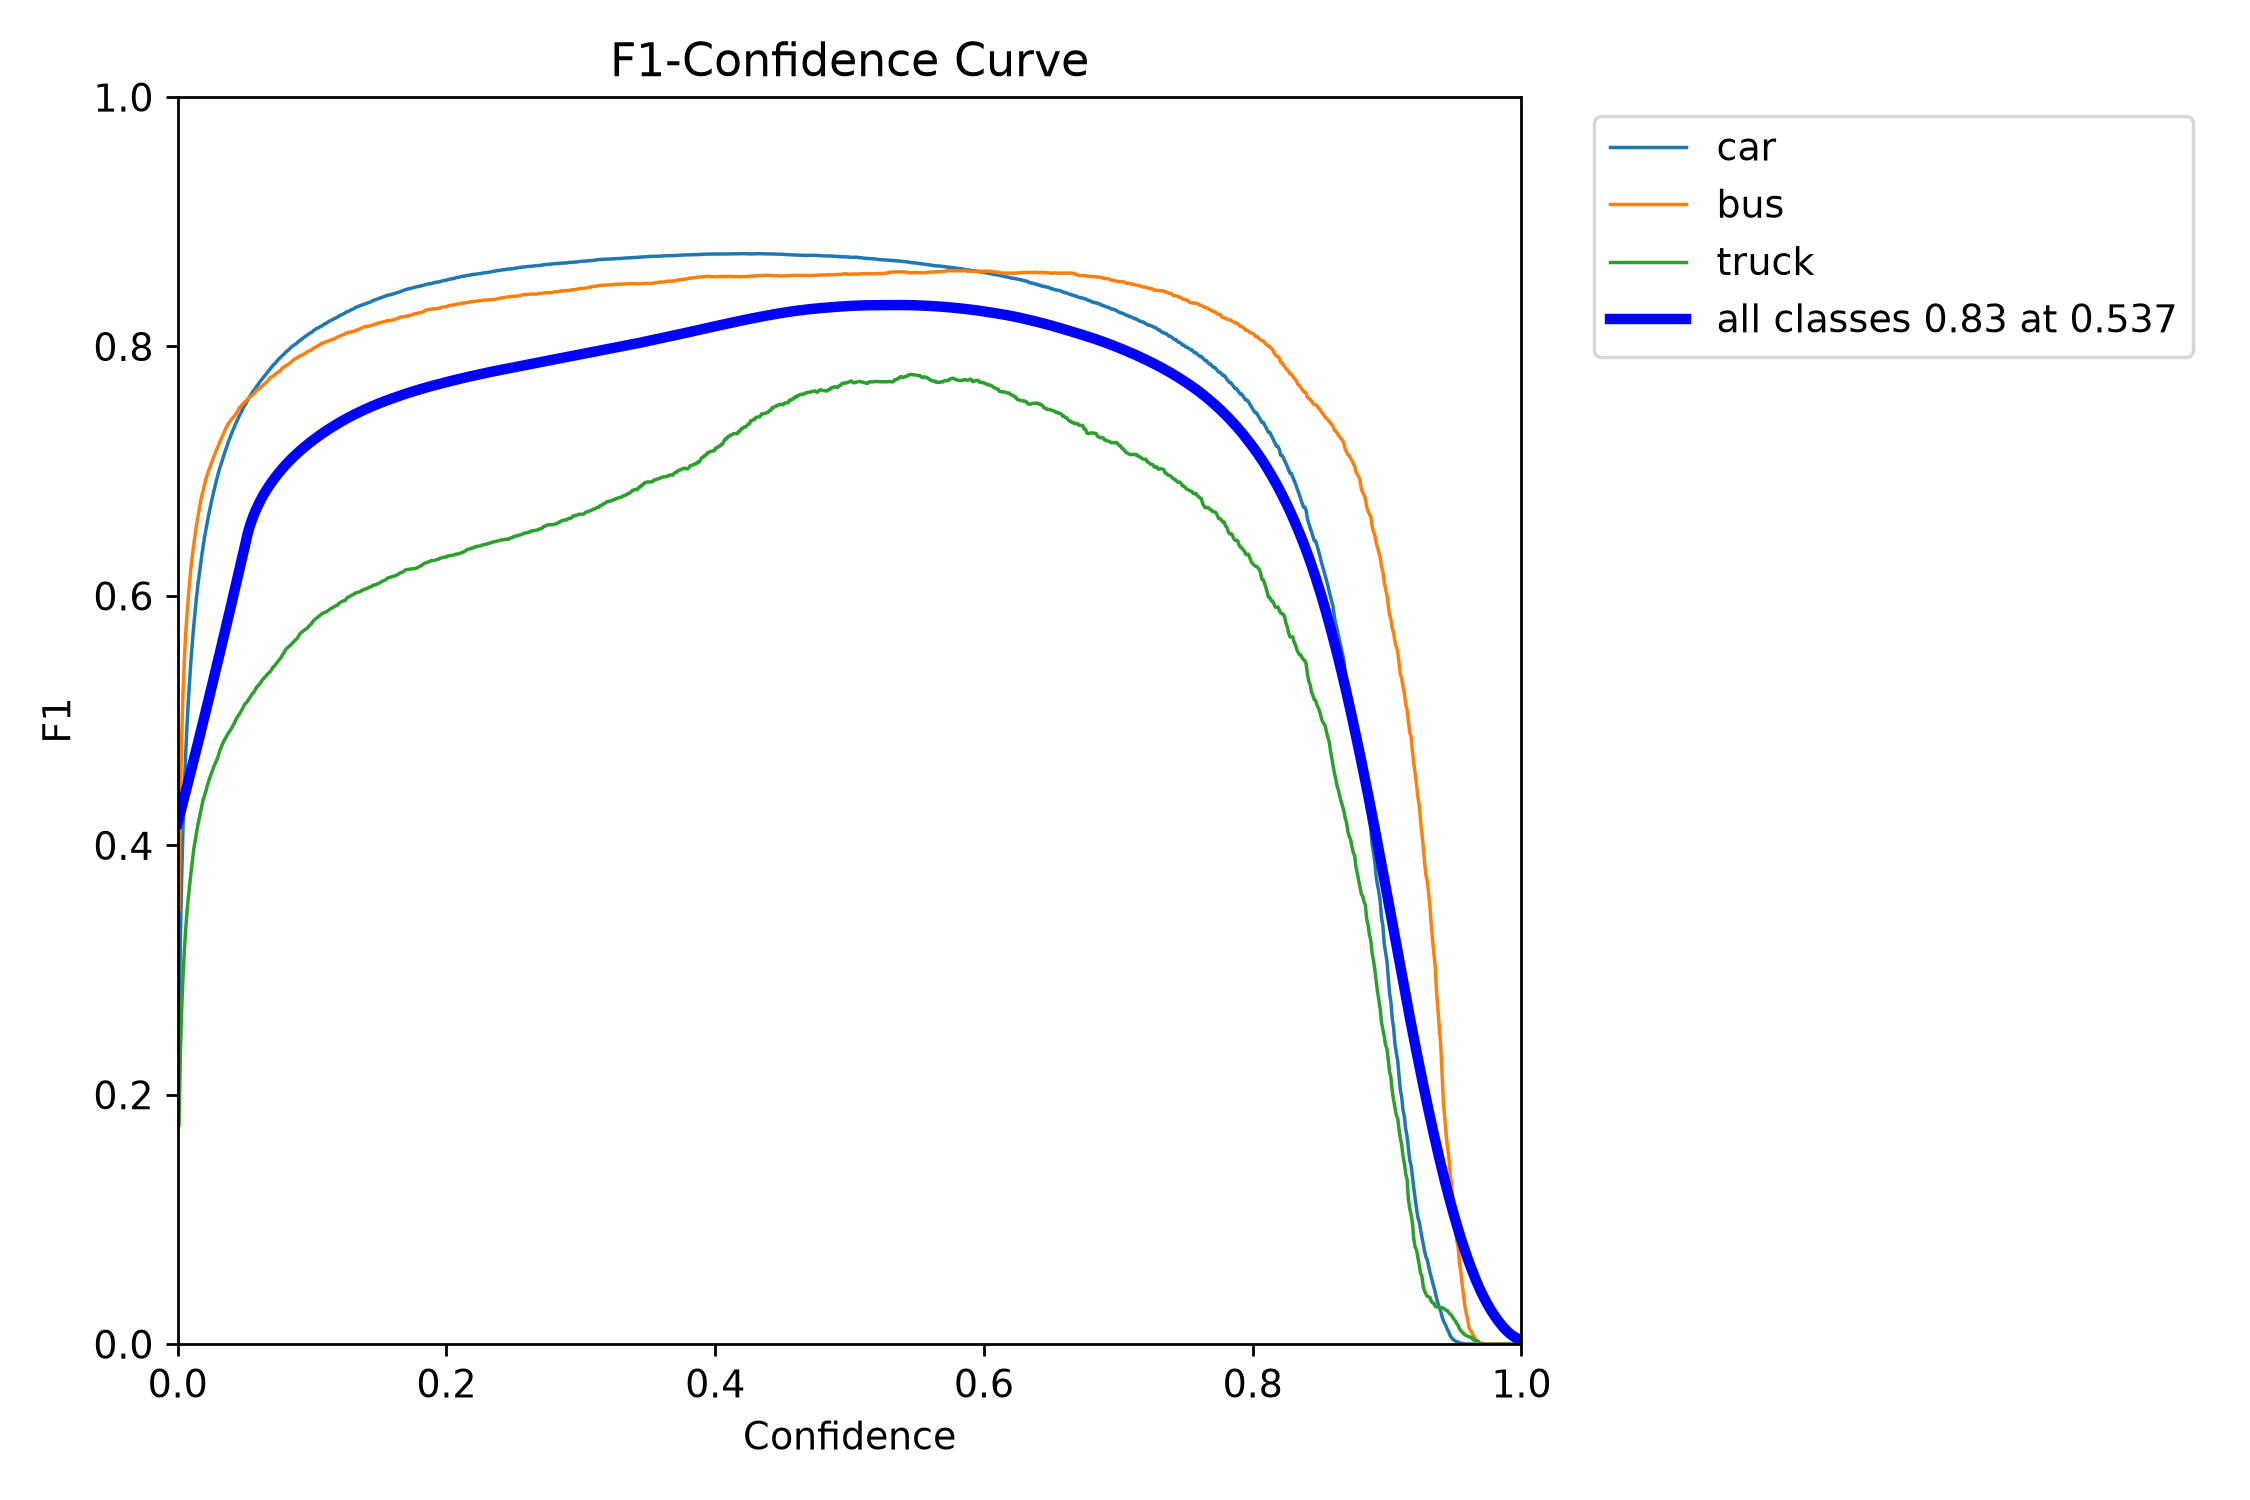 F1-Confidence Curve
1.0
0.8
0.6
0.4
0.2
0.0
F1
0.0 0.2 0.4 0.6 0.8 1.0
Confidence
car
bus
truck
all classes 0.83 at 0.537